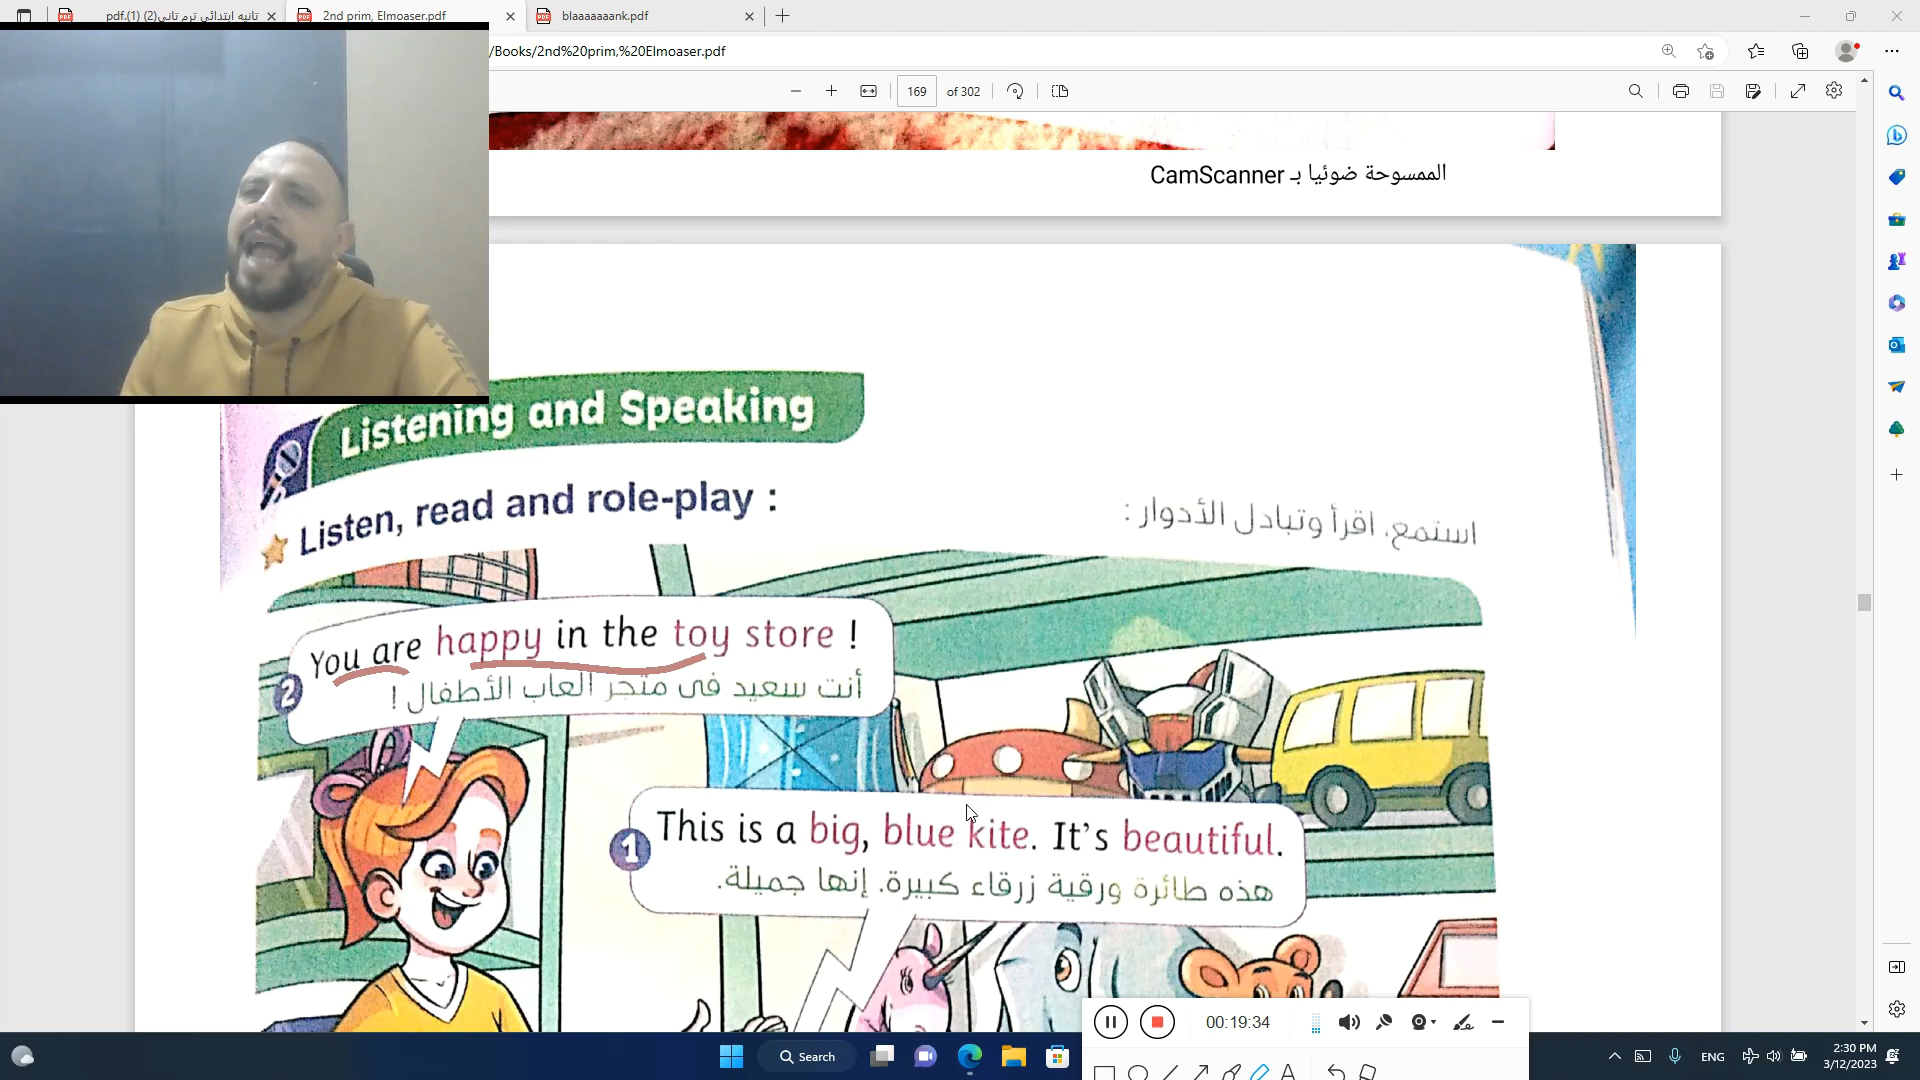 تانيه ابتدائي ترم تاني(2) (1).pdf
2nd prim, Elmoaser.pdf
blaaaaaaank.pdf
/Books/2nd%20prim,%20Elmoaser.pdf
169 of 302
الممسوحة ضوئيا بـ CamScanner
Listening and Speaking
Listen, read and role-play :
استمع، اقرأ وتبادل الأدوار :
2 You are happy in the toy store !
أنت سعيد فى متجر ألعاب الأطفال !
1 This is a big, blue kite. It's beautiful.
هذه طائرة ورقية زرقاء كبيرة. إنها جميلة.
00:19:34
Search
ENG
2:30 PM
3/12/2023